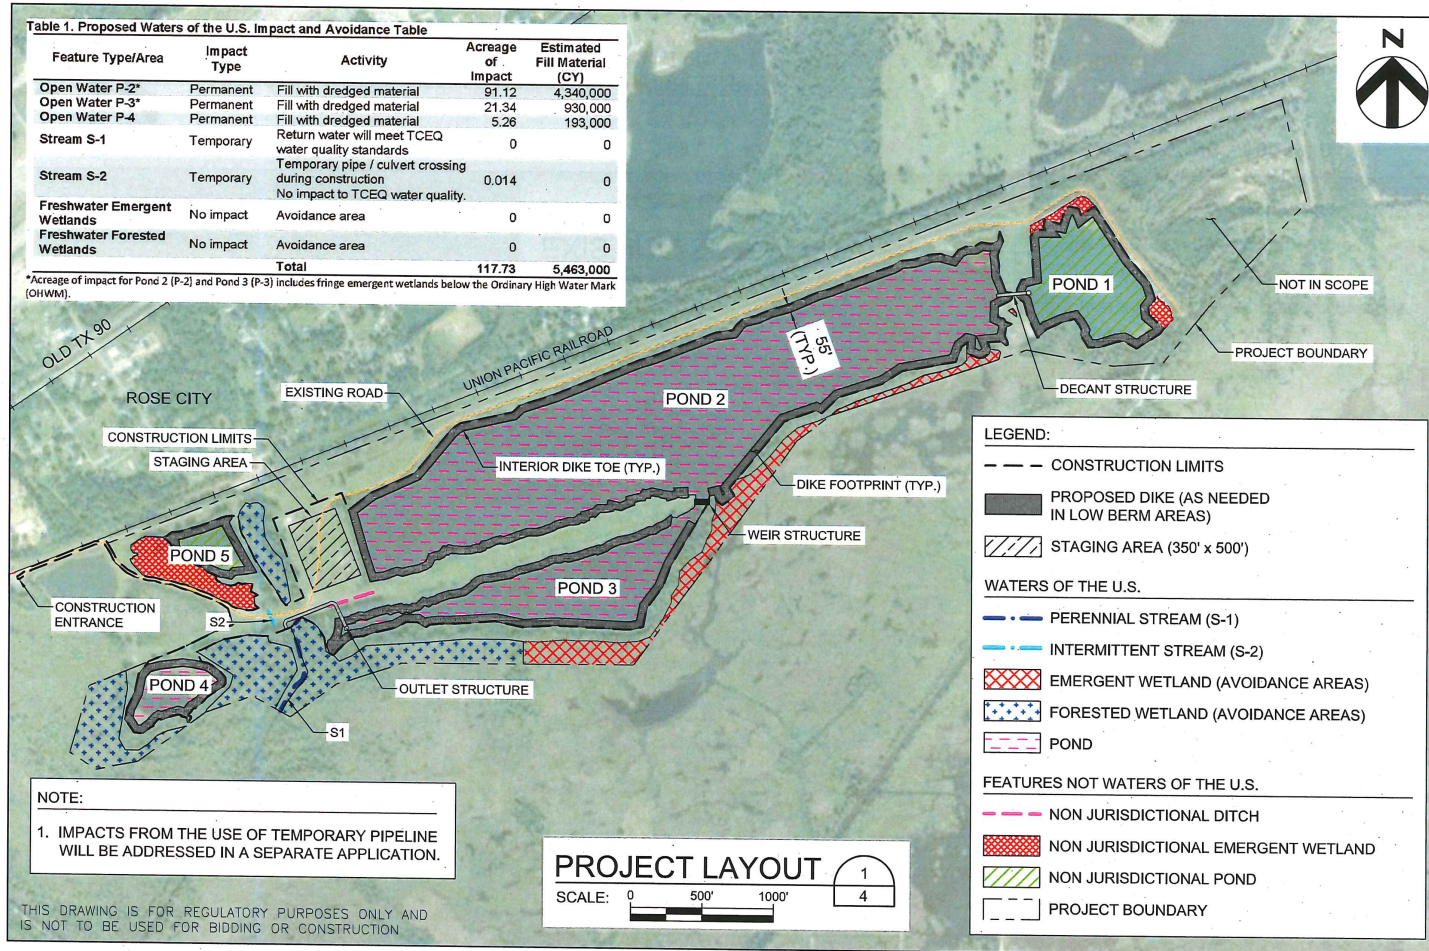 Table 1. Proposed Waters of the U.S. Impact and Avoidance Table
Feature Type/Area Impact Type Activity Acreage of Impact Estimated Fill Material (CY)
Open Water P-2* Permanent Fill with dredged material 91.12 4,340,000
Open Water P-3* Permanent Fill with dredged material 21.34 930,000
Open Water P-4 Permanent Fill with dredged material 5.26 193,000
Stream S-1 Temporary Return water will meet TCEQ water quality standards 0 0
Stream S-2 Temporary Temporary pipe / culvert crossing during construction No impact to TCEQ water quality. 0.014 0
Freshwater Emergent Wetlands No impact Avoidance area 0 0
Freshwater Forested Wetlands No impact Avoidance area 0 0
Total 117.73 5,463,000
*Acreage of impact for Pond 2 (P-2) and Pond 3 (P-3) includes fringe emergent wetlands below the Ordinary High Water Mark
(OHWM).
N
OLD TX 90
UNION PACIFIC RAILROAD
ROSE CITY
EXISTING ROAD
CONSTRUCTION LIMITS
STAGING AREA
INTERIOR DIKE TOE (TYP.)
55'
(TYP.)
POND 1
POND 2
POND 3
POND 4
POND 5
NOT IN SCOPE
PROJECT BOUNDARY
DECANT STRUCTURE
DIKE FOOTPRINT (TYP.)
WEIR STRUCTURE
CONSTRUCTION
ENTRANCE
S2
OUTLET STRUCTURE
S1
LEGEND:
CONSTRUCTION LIMITS
PROPOSED DIKE (AS NEEDED
IN LOW BERM AREAS)
STAGING AREA (350' x 500')
WATERS OF THE U.S.
PERENNIAL STREAM (S-1)
INTERMITTENT STREAM (S-2)
EMERGENT WETLAND (AVOIDANCE AREAS)
FORESTED WETLAND (AVOIDANCE AREAS)
POND
FEATURES NOT WATERS OF THE U.S.
NON JURISDICTIONAL DITCH
NON JURISDICTIONAL EMERGENT WETLAND
NON JURISDICTIONAL POND
PROJECT BOUNDARY
NOTE:
1. IMPACTS FROM THE USE OF TEMPORARY PIPELINE
WILL BE ADDRESSED IN A SEPARATE APPLICATION.
PROJECT LAYOUT
1
4
SCALE: 0 500' 1000'
THIS DRAWING IS FOR REGULATORY PURPOSES ONLY AND
IS NOT TO BE USED FOR BIDDING OR CONSTRUCTION